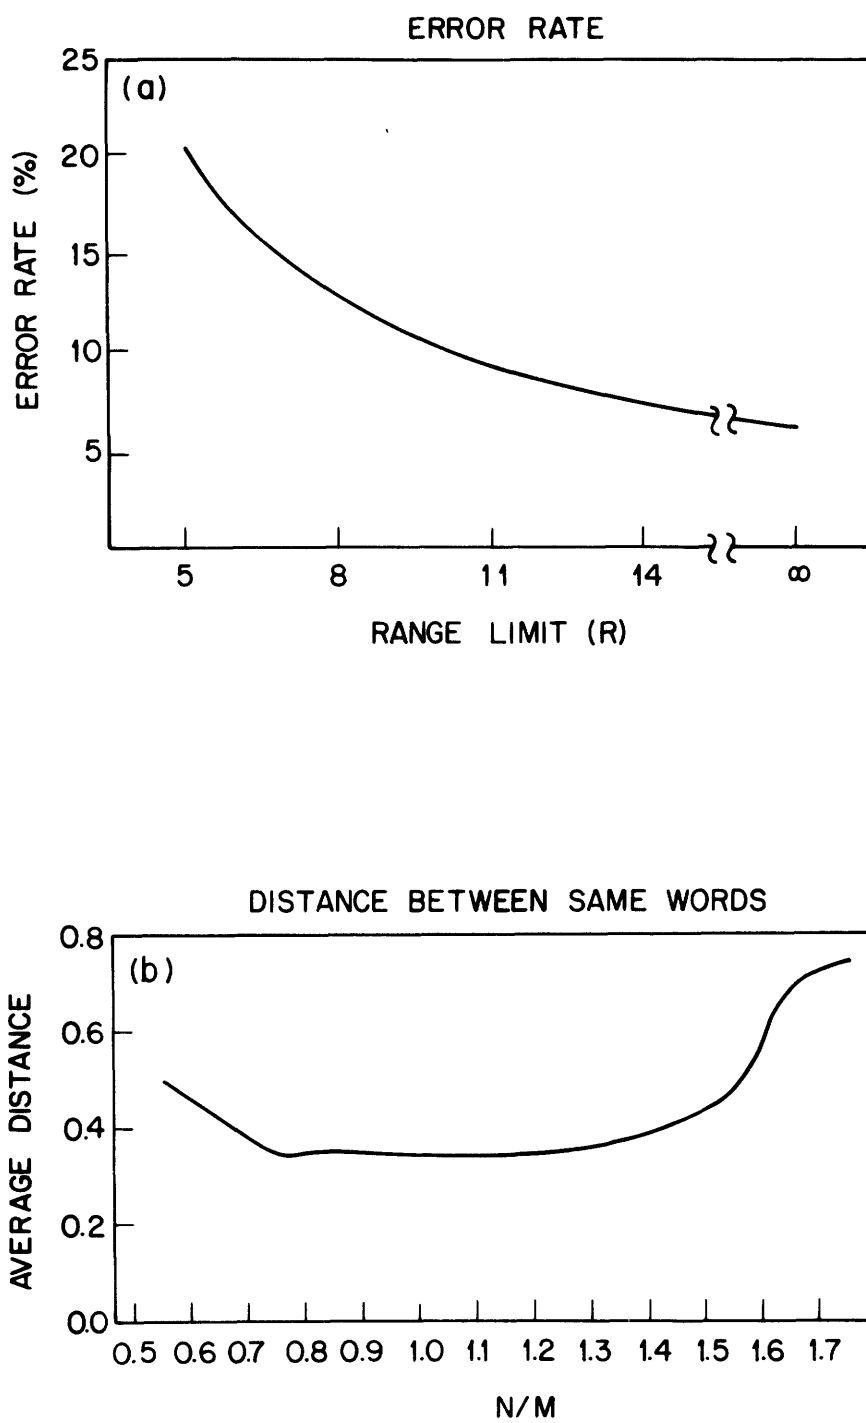 ERROR RATE
(a)
ERROR RATE (%)
25
20
15
10
5
5 8 11 14 ∞
RANGE LIMIT (R)
DISTANCE BETWEEN SAME WORDS
(b)
AVERAGE DISTANCE
0.8
0.6
0.4
0.2
0.0
0.5 0.6 0.7 0.8 0.9 1.0 1.1 1.2 1.3 1.4 1.5 1.6 1.7
N/M